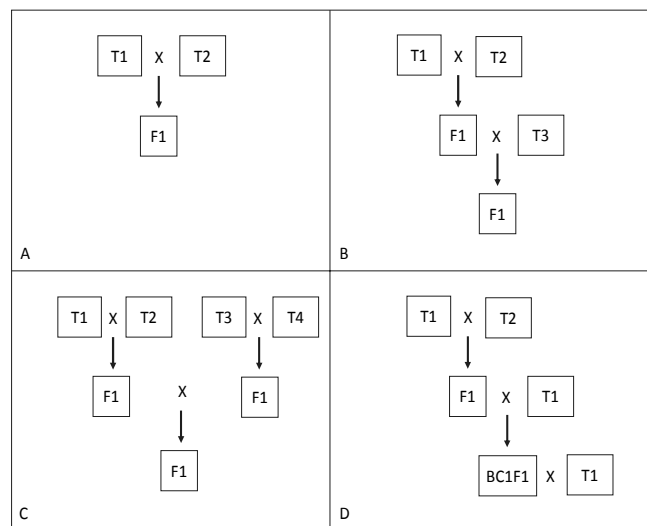 T1 X T2
F1
A
T1 X T2
F1 X T3
F1
B
T1 X T2 T3 X T4
F1 X F1
F1
C
T1 X T2
F1 X T1
BC1F1 X T1
D